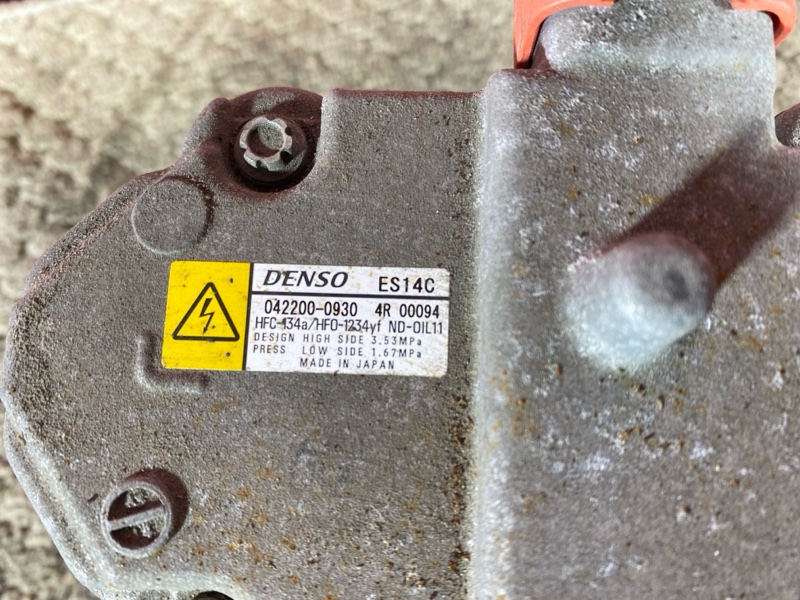 DENSO ES14C
042200-0930 4R 00094
HFC-134a/HFO-1234yf ND-OIL11
DESIGN HIGH SIDE 3.53MPa
PRESS LOW SIDE 1.67MPa
MADE IN JAPAN